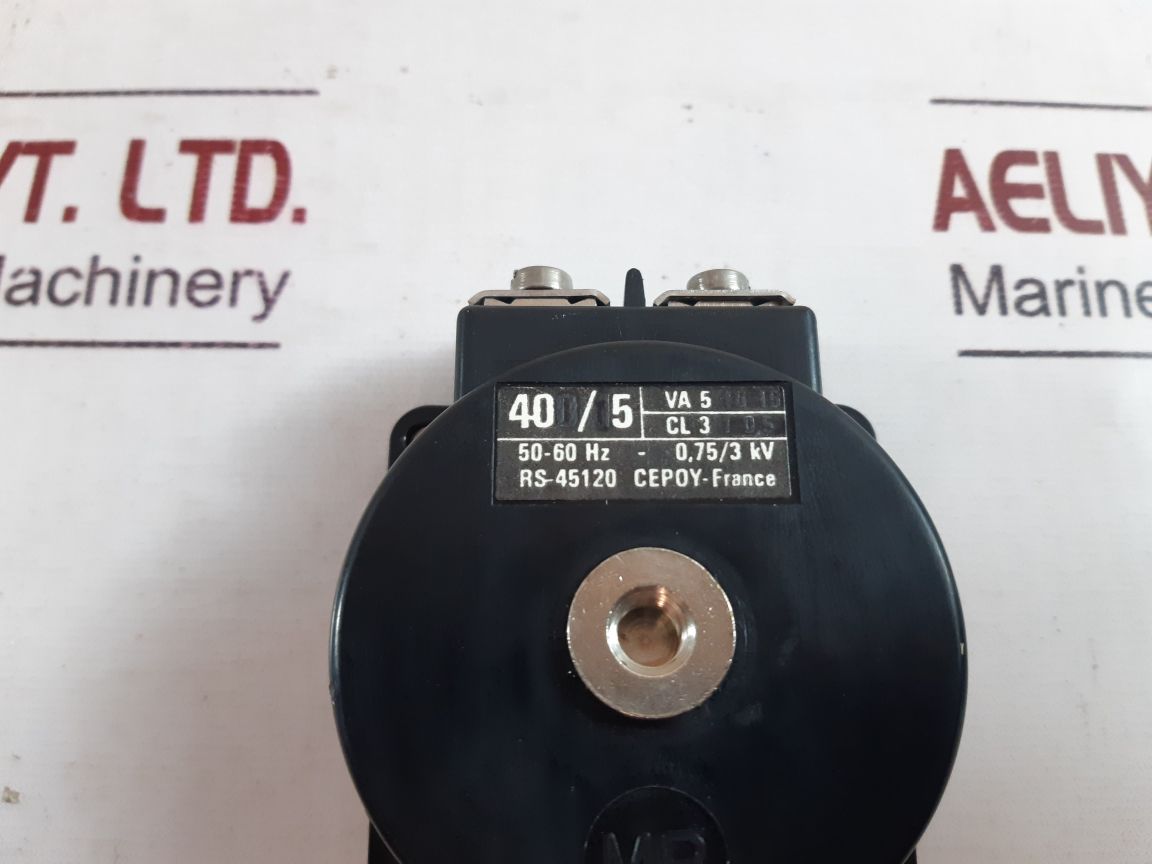 YT. LTD.
Machinery
AELIY
Marine
40/5
VA 5
CL 3
50-60 Hz - 0,75/3 kV
RS-45120 CEPOY-France